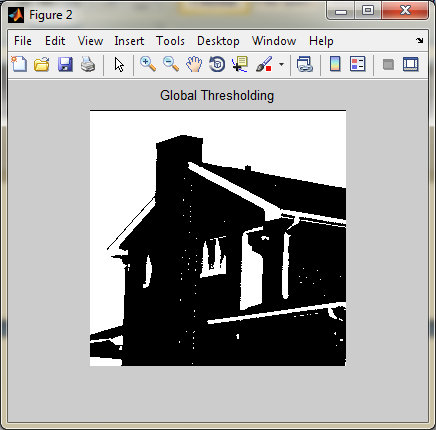 Figure 2
File Edit View Insert Tools Desktop Window Help
Global Thresholding